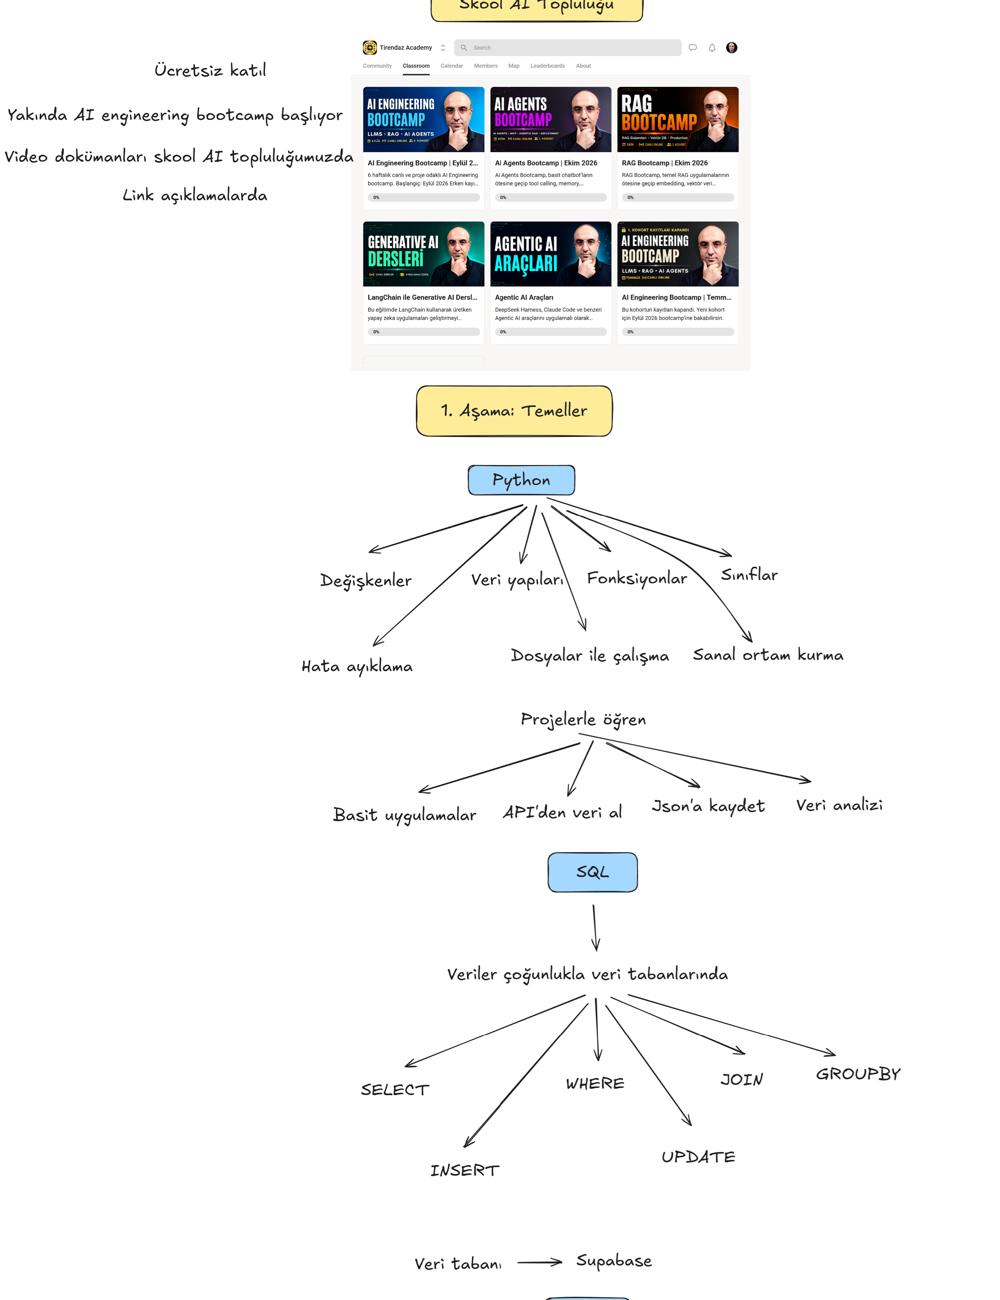 Skool AI Topluluğu
Ücretsiz katıl
Yakında AI engineering bootcamp başlıyor
Video dokümanları skool AI topluluğumuzda
Link açıklamalarda
Tirendaz Academy
Search
Community Classroom Calendar Members Map Leaderboards About
AI ENGINEERING
BOOTCAMP
LLMS • RAG • AI AGENTS
AI Engineering Bootcamp | Eylül 2...
6 haftalık canlı ve proje odaklı AI Engineering
bootcamp. Başlangıç: Eylül 2026 Erken kayı...
0%
AI AGENTS
BOOTCAMP
AI Agents Bootcamp | Ekim 2026
AI Agents Bootcamp, basit chatbot'ların
ötesine geçip tool calling, memory,...
0%
RAG
BOOTCAMP
RAG Sistemleri • Vektör DB • Production
RAG Bootcamp | Ekim 2026
RAG Bootcamp, temel RAG uygulamalarının
ötesine geçip embedding, vektör veri...
0%
GENERATIVE AI
DERSLERİ
LangChain ile Generative AI Dersl...
Bu eğitimde LangChain kullanarak üretken
yapay zeka uygulamaları geliştirmeyi...
0%
AGENTIC AI
ARAÇLARI
Agentic AI Araçları
DeepSeek Harness, Claude Code ve benzeri
Agentic AI araçlarını uygulamalı olarak...
0%
1. KOHORT KAYITLARI KAPANDI
AI ENGINEERING
BOOTCAMP
LLMS • RAG • AI AGENTS
AI Engineering Bootcamp | Temm...
Bu kohortun kayıtları kapandı. Yeni kohort
için Eylül 2026 bootcamp'ine bakabilirsin.
0%
1. Aşama: Temeller
Python
Değişkenler
Veri yapıları
Fonksiyonlar
Sınıflar
Hata ayıklama
Dosyalar ile çalışma
Sanal ortam kurma
Projelerle öğren
Basit uygulamalar
API'den veri al
Json'a kaydet
Veri analizi
SQL
Veriler çoğunlukla veri tabanlarında
SELECT
WHERE
JOIN
GROUPBY
INSERT
UPDATE
Veri tabanı
Supabase